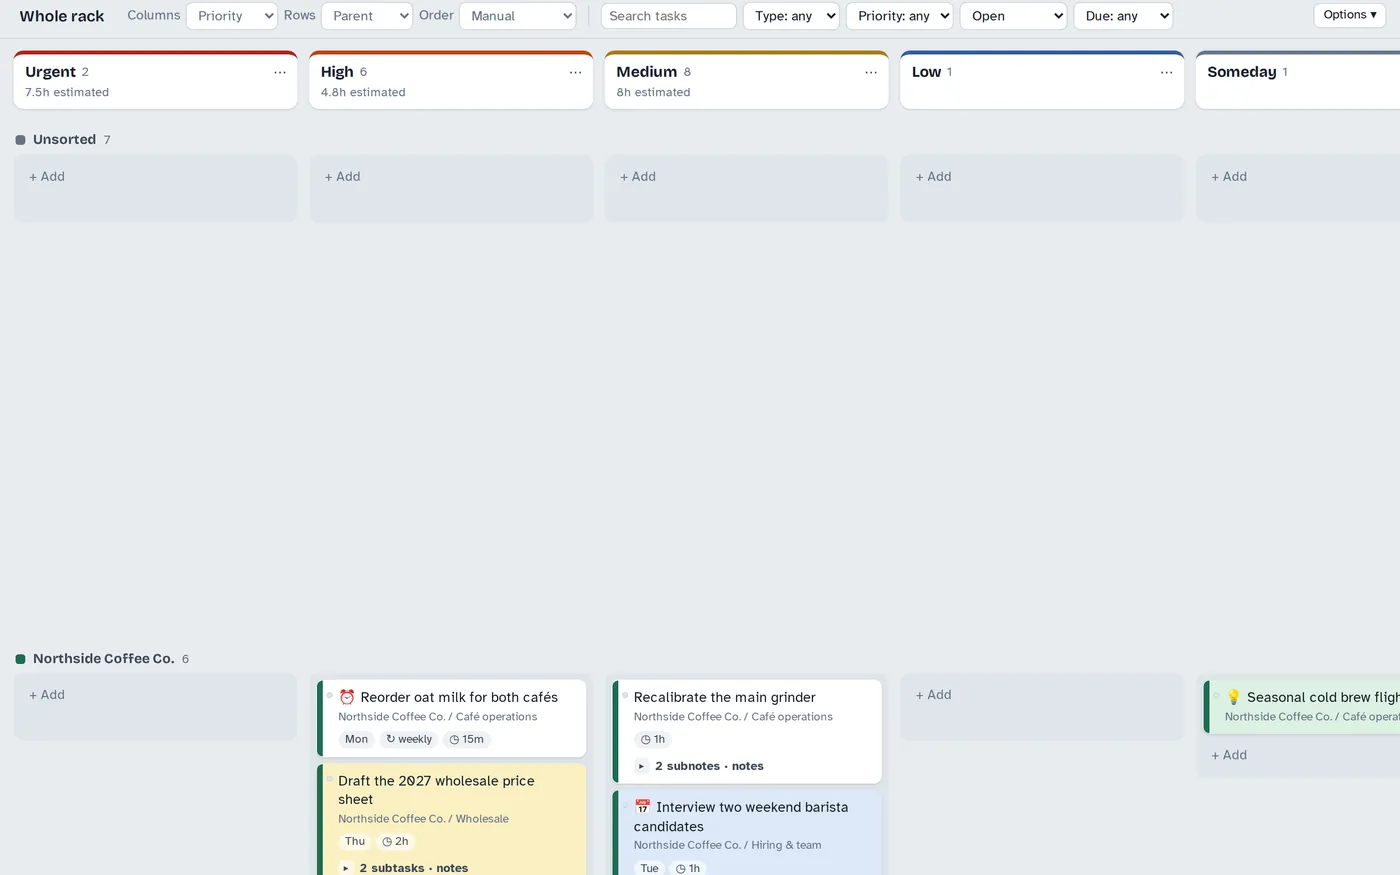 Whole rack Columns Priority Rows Parent Order Manual Search tasks Type: any Priority: any Open Due: any Options ▾
Urgent 2 ...
7.5h estimated
High 6 ...
4.8h estimated
Medium 8 ...
8h estimated
Low 1 ...
Someday 1
Unsorted 7
+ Add + Add + Add + Add + Add
Northside Coffee Co. 6
+ Add
⏰ Reorder oat milk for both cafés
Northside Coffee Co. / Café operations
Mon ↻ weekly ◷ 15m
Draft the 2027 wholesale price
sheet
Northside Coffee Co. / Wholesale
Thu ◷ 2h
▸ 2 subtasks · notes
Recalibrate the main grinder
Northside Coffee Co. / Café operations
◷ 1h
▸ 2 subnotes · notes
📅 Interview two weekend barista
candidates
Northside Coffee Co. / Hiring & team
Tue ◷ 1h
+ Add
💡 Seasonal cold brew fligh
Northside Coffee Co. / Café operat
+ Add